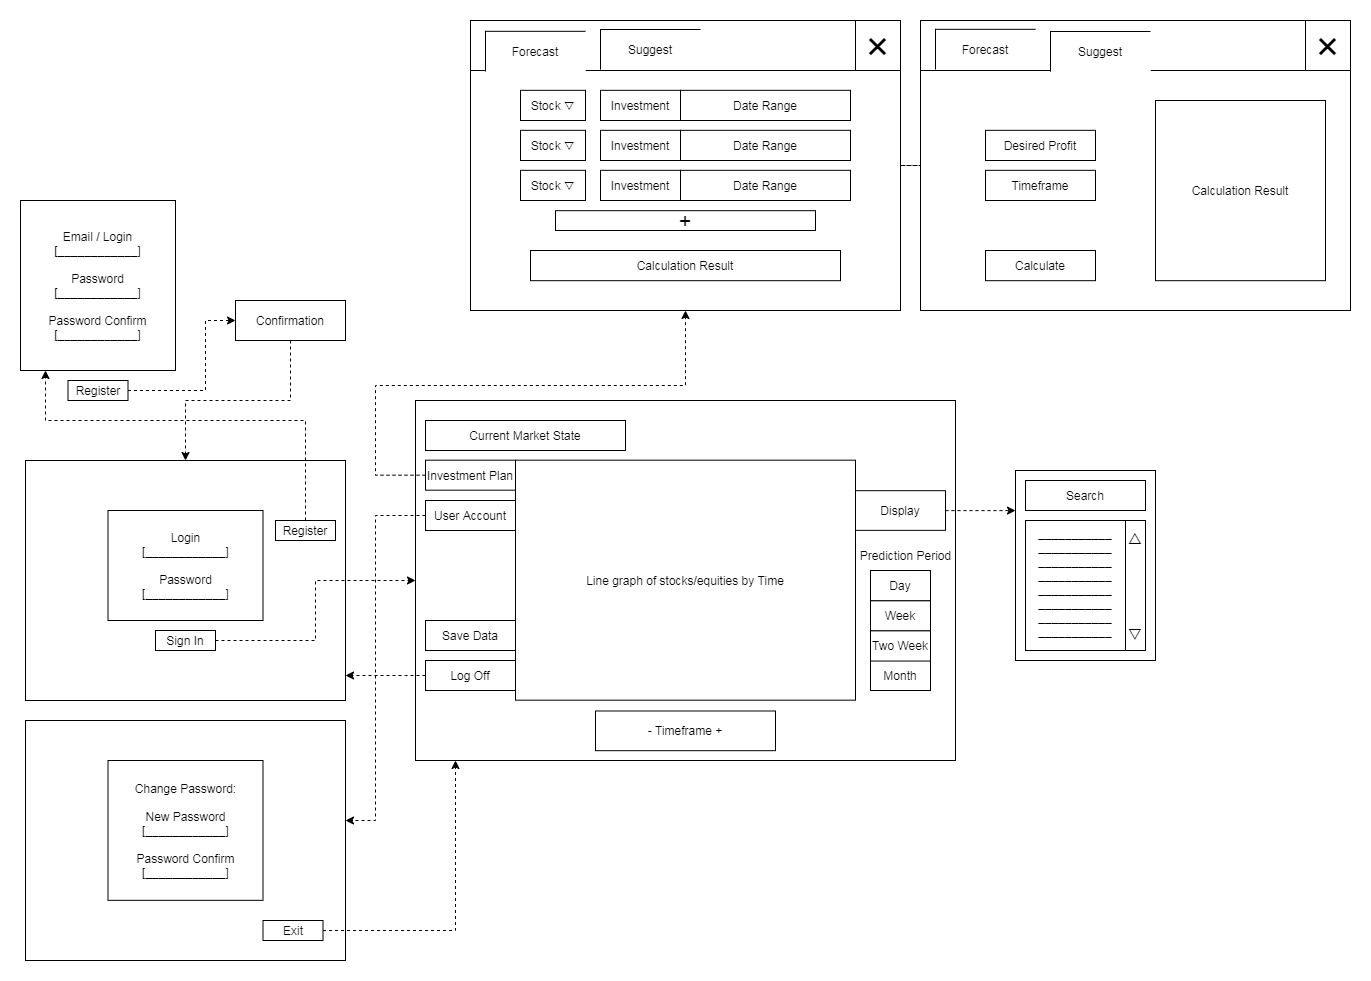 Forecast
Suggest
Stock ▽
Investment
Date Range
Stock ▽
Investment
Date Range
Stock ▽
Investment
Date Range
+
Calculation Result
Forecast
Suggest
Desired Profit
Timeframe
Calculate
Calculation Result
Email / Login
[____________]
Password
[____________]
Password Confirm
[____________]
Register
Confirmation
Login
[____________]
Password
[____________]
Register
Sign In
Change Password:
New Password
[____________]
Password Confirm
[____________]
Exit
Current Market State
Investment Plan
User Account
Save Data
Log Off
Line graph of stocks/equities by Time
Display
Prediction Period
Day
Week
Two Week
Month
- Timeframe +
Search